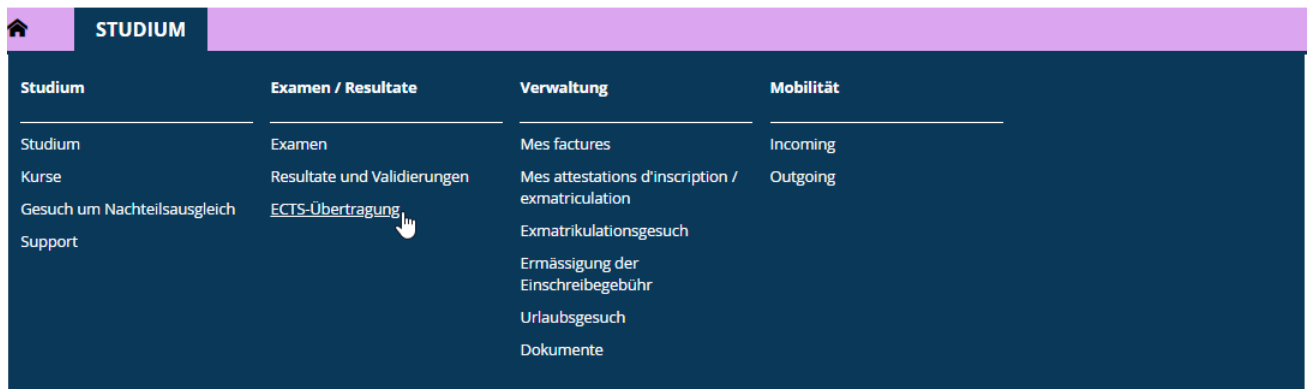 STUDIUM
Studium
Studium
Kurse
Gesuch um Nachteilsausgleich
Support
Examen / Resultate
Examen
Resultate und Validierungen
ECTS-Übertragung
Verwaltung
Mes factures
Mes attestations d'inscription /
exmatriculation
Exmatrikulationsgesuch
Ermässigung der
Einschreibegebühr
Urlaubsgesuch
Dokumente
Mobilität
Incoming
Outgoing